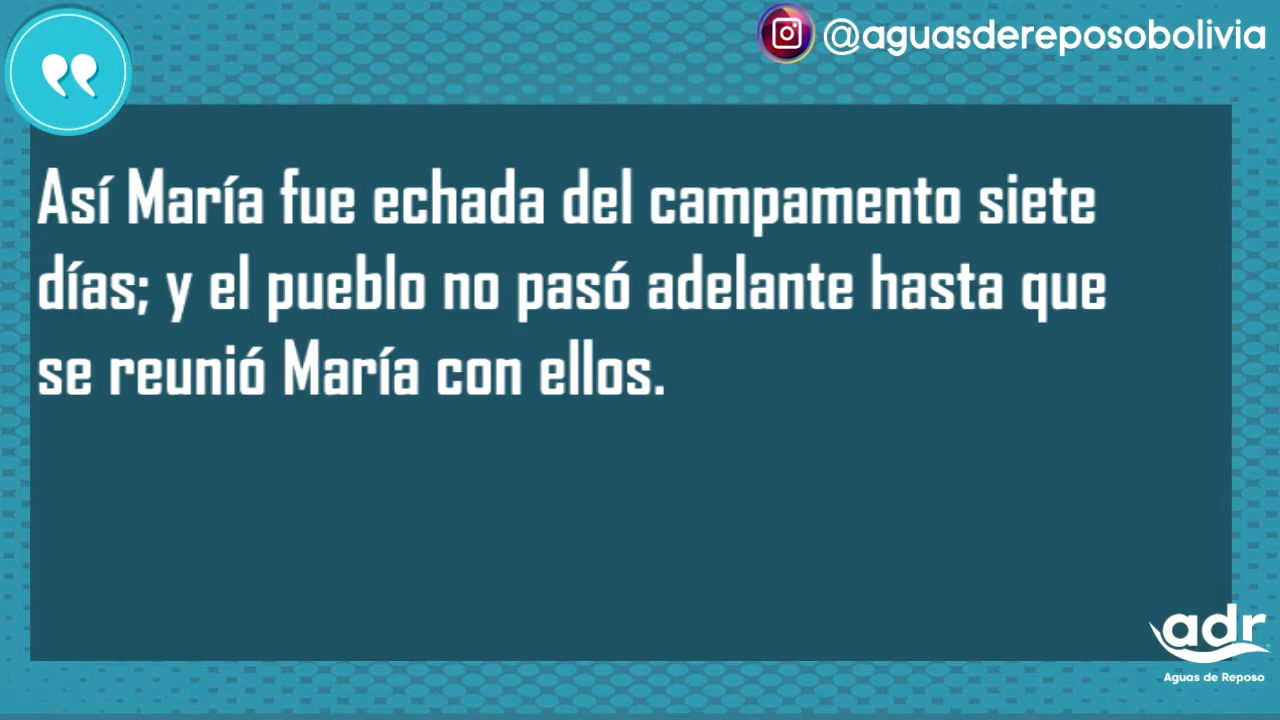 @aguasdereposobolivia
Así María fue echada del campamento siete
días; y el pueblo no pasó adelante hasta que
se reunió María con ellos.
adr
Aguas de Reposo